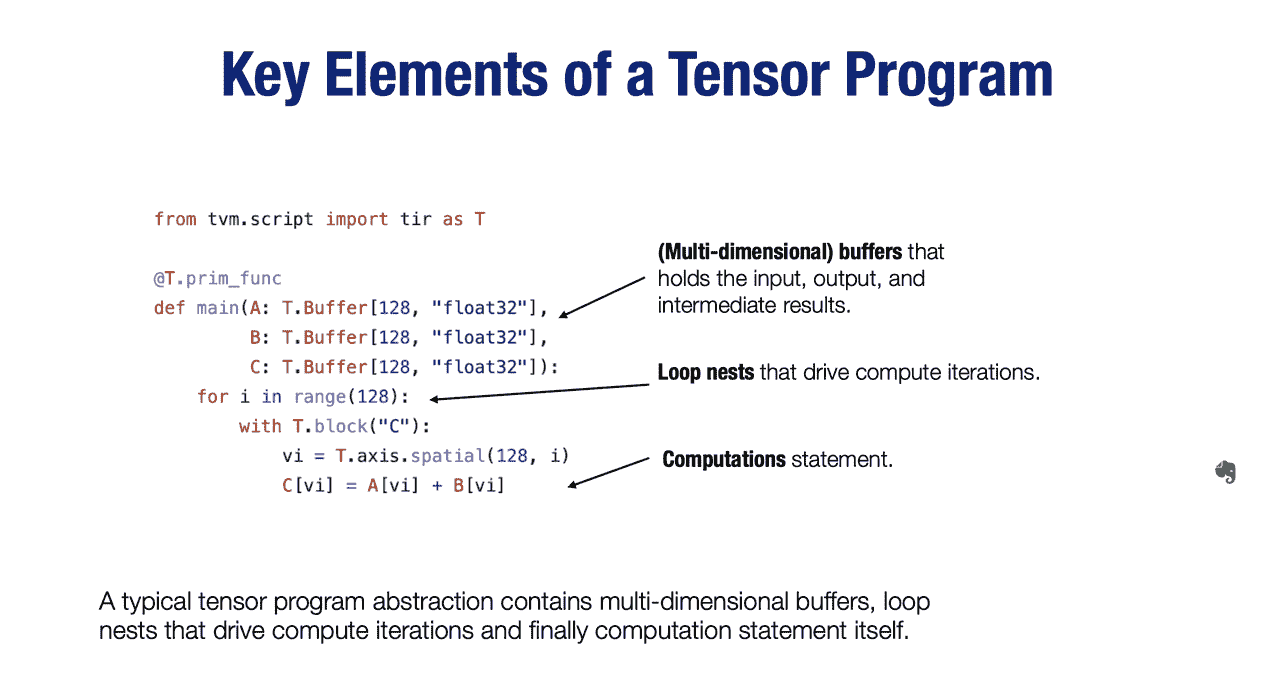 Key Elements of a Tensor Program
from tvm.script import tir as T
@T.prim_func
def main(A: T.Buffer[128, "float32"],
B: T.Buffer[128, "float32"],
C: T.Buffer[128, "float32"]):
for i in range(128):
with T.block("C"):
vi = T.axis.spatial(128, i)
C[vi] = A[vi] + B[vi]
(Multi-dimensional) buffers that
holds the input, output, and
intermediate results.
Loop nests that drive compute iterations.
Computations statement.
A typical tensor program abstraction contains multi-dimensional buffers, loop
nests that drive compute iterations and finally computation statement itself.